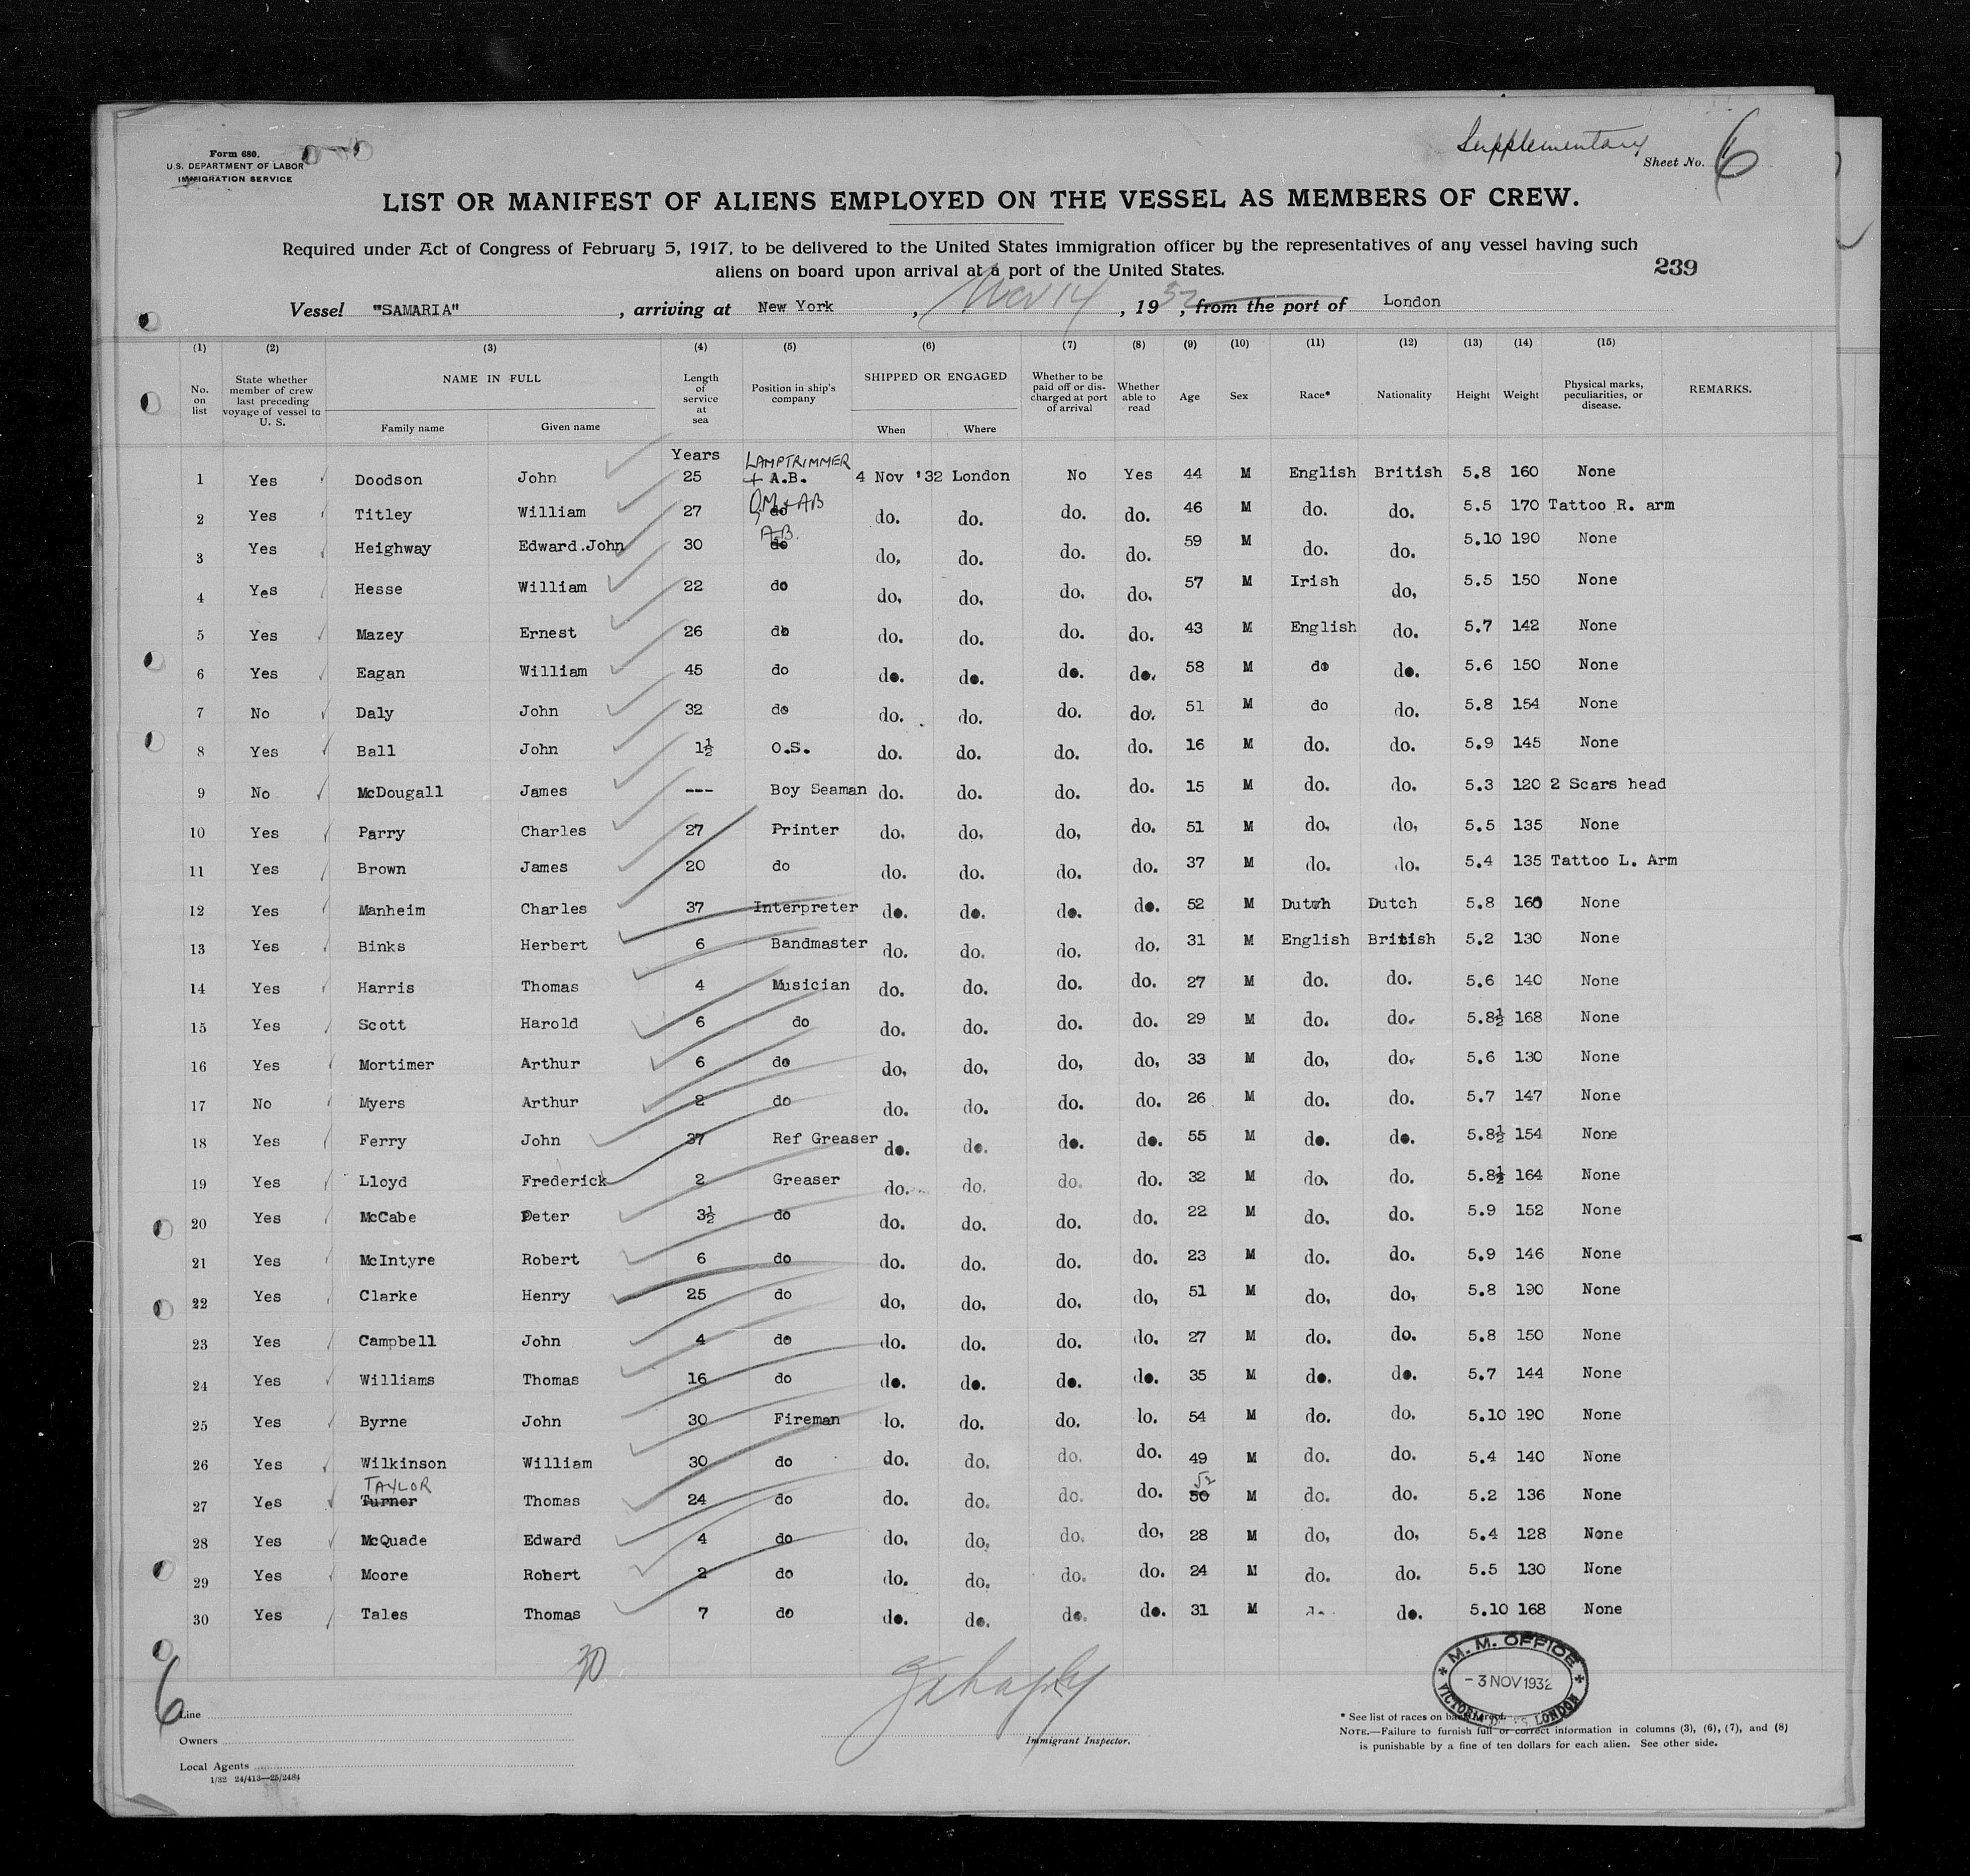 Form 680.
U.S. DEPARTMENT OF LABOR
IMMIGRATION SERVICE
Supplementary
Sheet No. 6
LIST OR MANIFEST OF ALIENS EMPLOYED ON THE VESSEL AS MEMBERS OF CREW.
Required under Act of Congress of February 5, 1917, to be delivered to the United States immigration officer by the representatives of any vessel having such
aliens on board upon arrival at a port of the United States.
239
Vessel "SAMARIA", arriving at New York, Nov 14, 1932, from the port of London
(1) (2) (3) (4) (5) (6) (7) (8) (9) (10) (11) (12) (13) (14) (15)
No. on list
State whether member of crew last preceding voyage of vessel to U. S.
NAME IN FULL
Family name
Given name
Length of service at sea
Position in ship's company
SHIPPED OR ENGAGED
When
Where
Whether to be paid off or discharged at port of arrival
Whether able to read
Age
Sex
Race*
Nationality
Height
Weight
Physical marks, peculiarities, or disease.
REMARKS.
Years LAMPTRIMMER
1 Yes Doodson John 25 + A.B. 4 Nov '32 London No Yes 44 M English British 5.8 160 None
2 Yes Titley William 27 do Q.M + AB do. do. do. do. 46 M do. do. 5.5 170 Tattoo R. arm
3 Yes Heighway Edward.John 30 do A.B. do, do. do. do. 59 M do. do. 5.10 190 None
4 Yes Hesse William 22 do do, do, do, do. 57 M Irish do, 5.5 150 None
5 Yes Mazey Ernest 26 do do. do. do. do. 43 M English do. 5.7 142 None
6 Yes Eagan William 45 do do. do. do. do. 58 M do do. 5.6 150 None
7 No Daly John 32 do do. do. do. do. 51 M do do. 5.8 154 None
8 Yes Ball John 1½ O.S. do. do. do. do. 16 M do. do. 5.9 145 None
9 No McDougall James --- Boy Seaman do. do. do. do. 15 M do. do. 5.3 120 2 Scars head
10 Yes Parry Charles 27 Printer do, do, do, do. 51 M do, do, 5.5 135 None
11 Yes Brown James 20 do do. do. do. do. 37 M do. do. 5.4 135 Tattoo L. Arm
12 Yes Manheim Charles 37 Interpreter do. do. do. do. 52 M Dutch Dutch 5.8 160 None
13 Yes Binks Herbert 6 Bandmaster do. do. do. do. 31 M English British 5.2 130 None
14 Yes Harris Thomas 4 Musician do. do. do. do. 27 M do. do. 5.6 140 None
15 Yes Scott Harold 6 do do. do. do. do. 29 M do. do. 5.8½ 168 None
16 Yes Mortimer Arthur 6 do do, do, do, do, 33 M do, do, 5.6 130 None
17 No Myers Arthur 2 do do. do. do. do. 26 M do. do. 5.7 147 None
18 Yes Ferry John 37 Ref Greaser do. do. do. do. 55 M do. do. 5.8½ 154 None
19 Yes Lloyd Frederick 2 Greaser do. do. do. do. 32 M do. do. 5.8½ 164 None
20 Yes McCabe Peter 3½ do do. do. do. do. 22 M do. do. 5.9 152 None
21 Yes McIntyre Robert 6 do do. do. do. do. 23 M do. do. 5.9 146 None
22 Yes Clarke Henry 25 do do, do, do, do, 51 M do, do, 5.8 190 None
23 Yes Campbell John 4 do do. do. do. do. 27 M do. do. 5.8 150 None
24 Yes Williams Thomas 16 do do. do. do. do. 35 M do. do. 5.7 144 None
25 Yes Byrne John 30 Fireman lo. do. do. lo. 54 M do. do. 5.10 190 None
26 Yes Wilkinson William 30 do do. do. do. do. 49 M do. do. 5.4 140 None
27 Yes Turner TAYLOR Thomas 24 do do. do. do. do. 50 52 M do. do. 5.2 136 None
28 Yes McQuade Edward 4 do do. do, do. do, 28 M do, do, 5.4 128 None
29 Yes Moore Robert 2 do do. do. do. do. 24 M do. do. 5.5 130 None
30 Yes Tales Thomas 7 do do. do. do. do. 31 M do. 5.10 168 None
30
M. M. OFFICE
-3 NOV 1932
VICTORIA LONDON
6
Line
Owners
Local Agents
1/32 24/413—25/2484
Immigrant Inspector.
* See list of races on back hereof.
NOTE.—Failure to furnish full or correct information in columns (3), (6), (7), and (8)
is punishable by a fine of ten dollars for each alien. See other side.